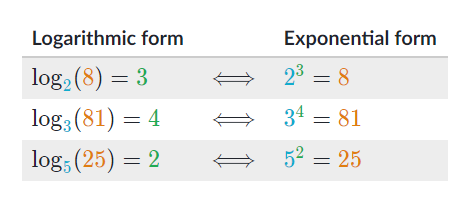 Logarithmic form Exponential form
log₂(8) = 3 ⟺ 2³ = 8
log₃(81) = 4 ⟺ 3⁴ = 81
log₅(25) = 2 ⟺ 5² = 25